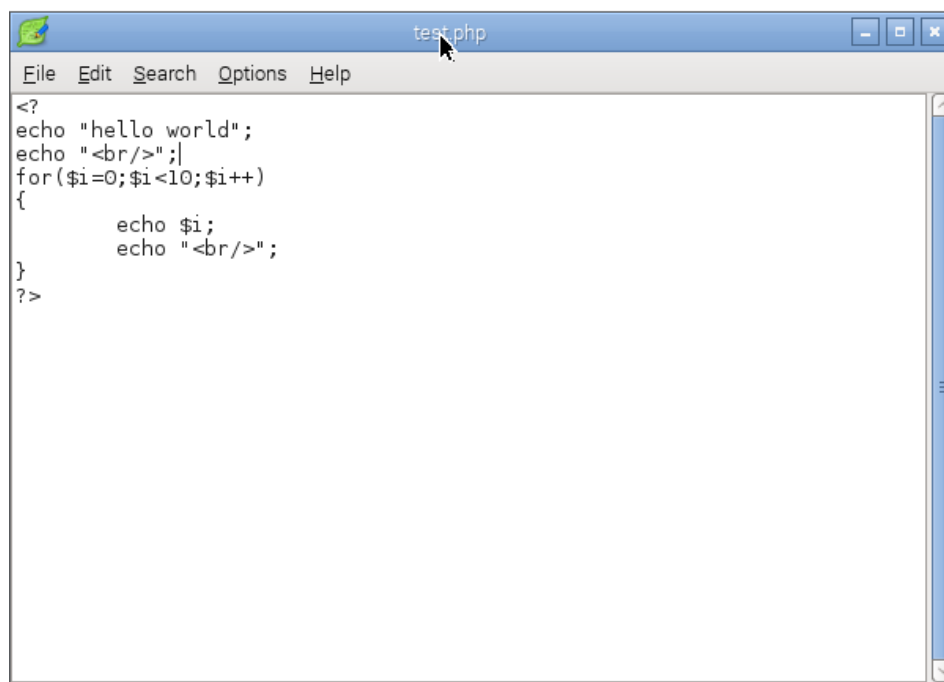 test.php
File Edit Search Options Help
<?
echo "hello world";
echo "<br/>";
for($i=0;$i<10;$i++)
{
        echo $i;
        echo "<br/>";
}
?>